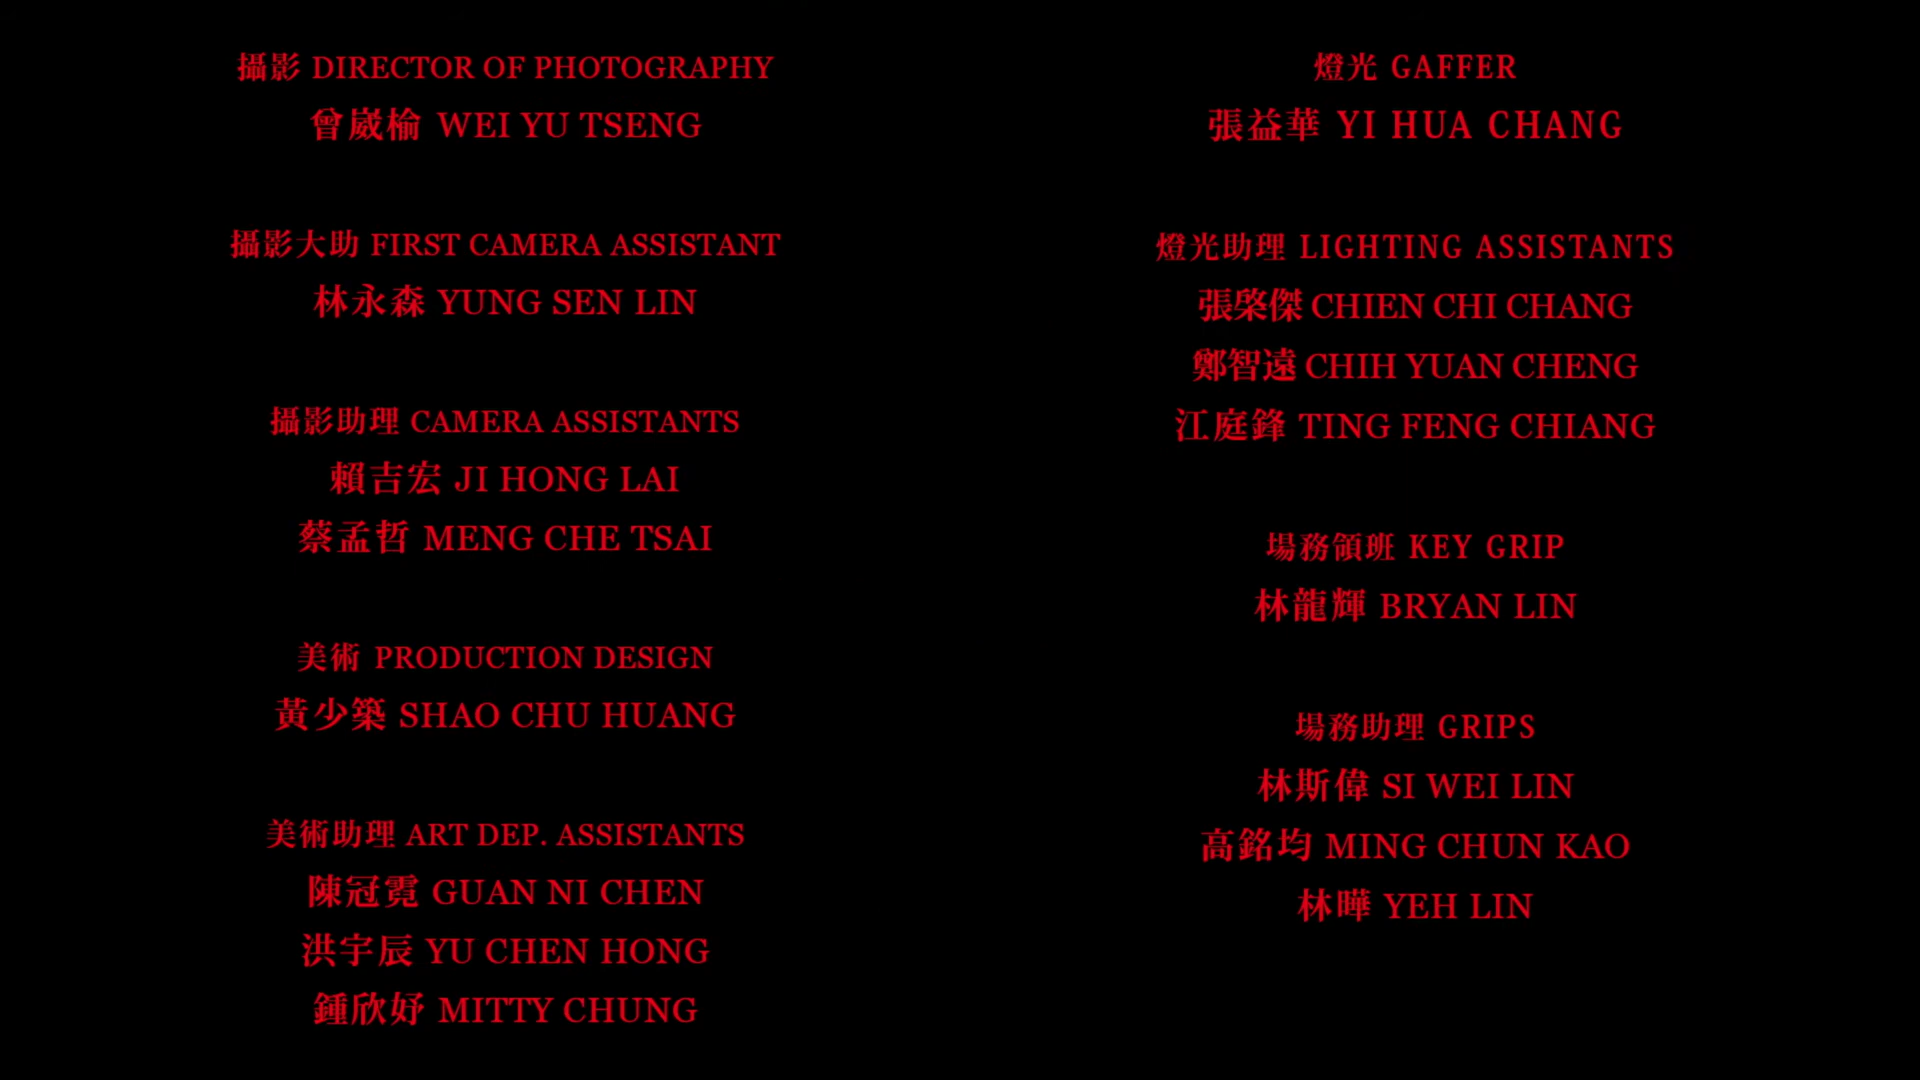 攝影 DIRECTOR OF PHOTOGRAPHY
曾崴榆 WEI YU TSENG
攝影大助 FIRST CAMERA ASSISTANT
林永森 YUNG SEN LIN
攝影助理 CAMERA ASSISTANTS
賴吉宏 JI HONG LAI
蔡孟哲 MENG CHE TSAI
美術 PRODUCTION DESIGN
黃少築 SHAO CHU HUANG
美術助理 ART DEP. ASSISTANTS
陳冠霓 GUAN NI CHEN
洪宇辰 YU CHEN HONG
鍾欣妤 MITTY CHUNG
燈光 GAFFER
張益華 YI HUA CHANG
燈光助理 LIGHTING ASSISTANTS
張棨傑 CHIEN CHI CHANG
鄭智遠 CHIH YUAN CHENG
江庭鋒 TING FENG CHIANG
場務領班 KEY GRIP
林龍輝 BRYAN LIN
場務助理 GRIPS
林斯偉 SI WEI LIN
高銘均 MING CHUN KAO
林曄 YEH LIN